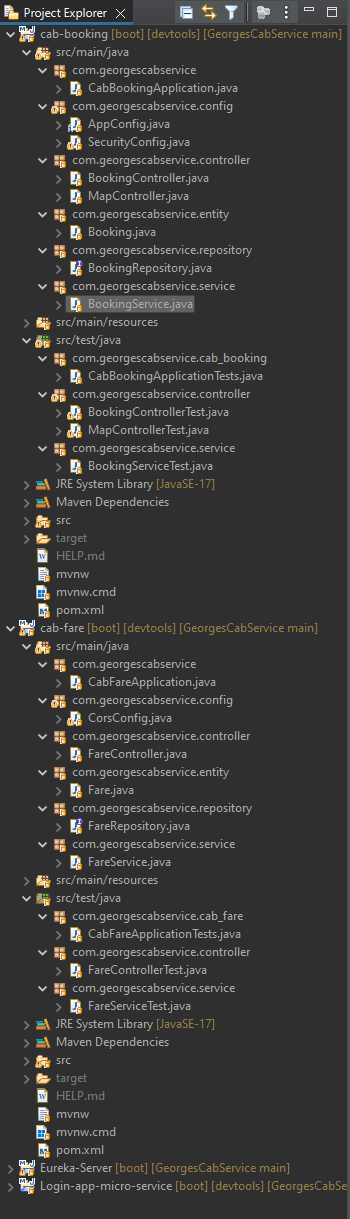 Project Explorer
cab-booking [boot] [devtools] [GeorgesCabService main]
src/main/java
com.georgescabservice
CabBookingApplication.java
com.georgescabservice.config
AppConfig.java
SecurityConfig.java
com.georgescabservice.controller
BookingController.java
MapController.java
com.georgescabservice.entity
Booking.java
com.georgescabservice.repository
BookingRepository.java
com.georgescabservice.service
BookingService.java
src/main/resources
src/test/java
com.georgescabservice.cab_booking
CabBookingApplicationTests.java
com.georgescabservice.controller
BookingControllerTest.java
MapControllerTest.java
com.georgescabservice.service
BookingServiceTest.java
JRE System Library [JavaSE-17]
Maven Dependencies
src
target
HELP.md
mvnw
mvnw.cmd
pom.xml
cab-fare [boot] [devtools] [GeorgesCabService main]
src/main/java
com.georgescabservice
CabFareApplication.java
com.georgescabservice.config
CorsConfig.java
com.georgescabservice.controller
FareController.java
com.georgescabservice.entity
Fare.java
com.georgescabservice.repository
FareRepository.java
com.georgescabservice.service
FareService.java
src/main/resources
src/test/java
com.georgescabservice.cab_fare
CabFareApplicationTests.java
com.georgescabservice.controller
FareControllerTest.java
com.georgescabservice.service
FareServiceTest.java
JRE System Library [JavaSE-17]
Maven Dependencies
src
target
HELP.md
mvnw
mvnw.cmd
pom.xml
Eureka-Server [boot] [GeorgesCabService main]
Login-app-micro-service [boot] [devtools] [GeorgesCabSe